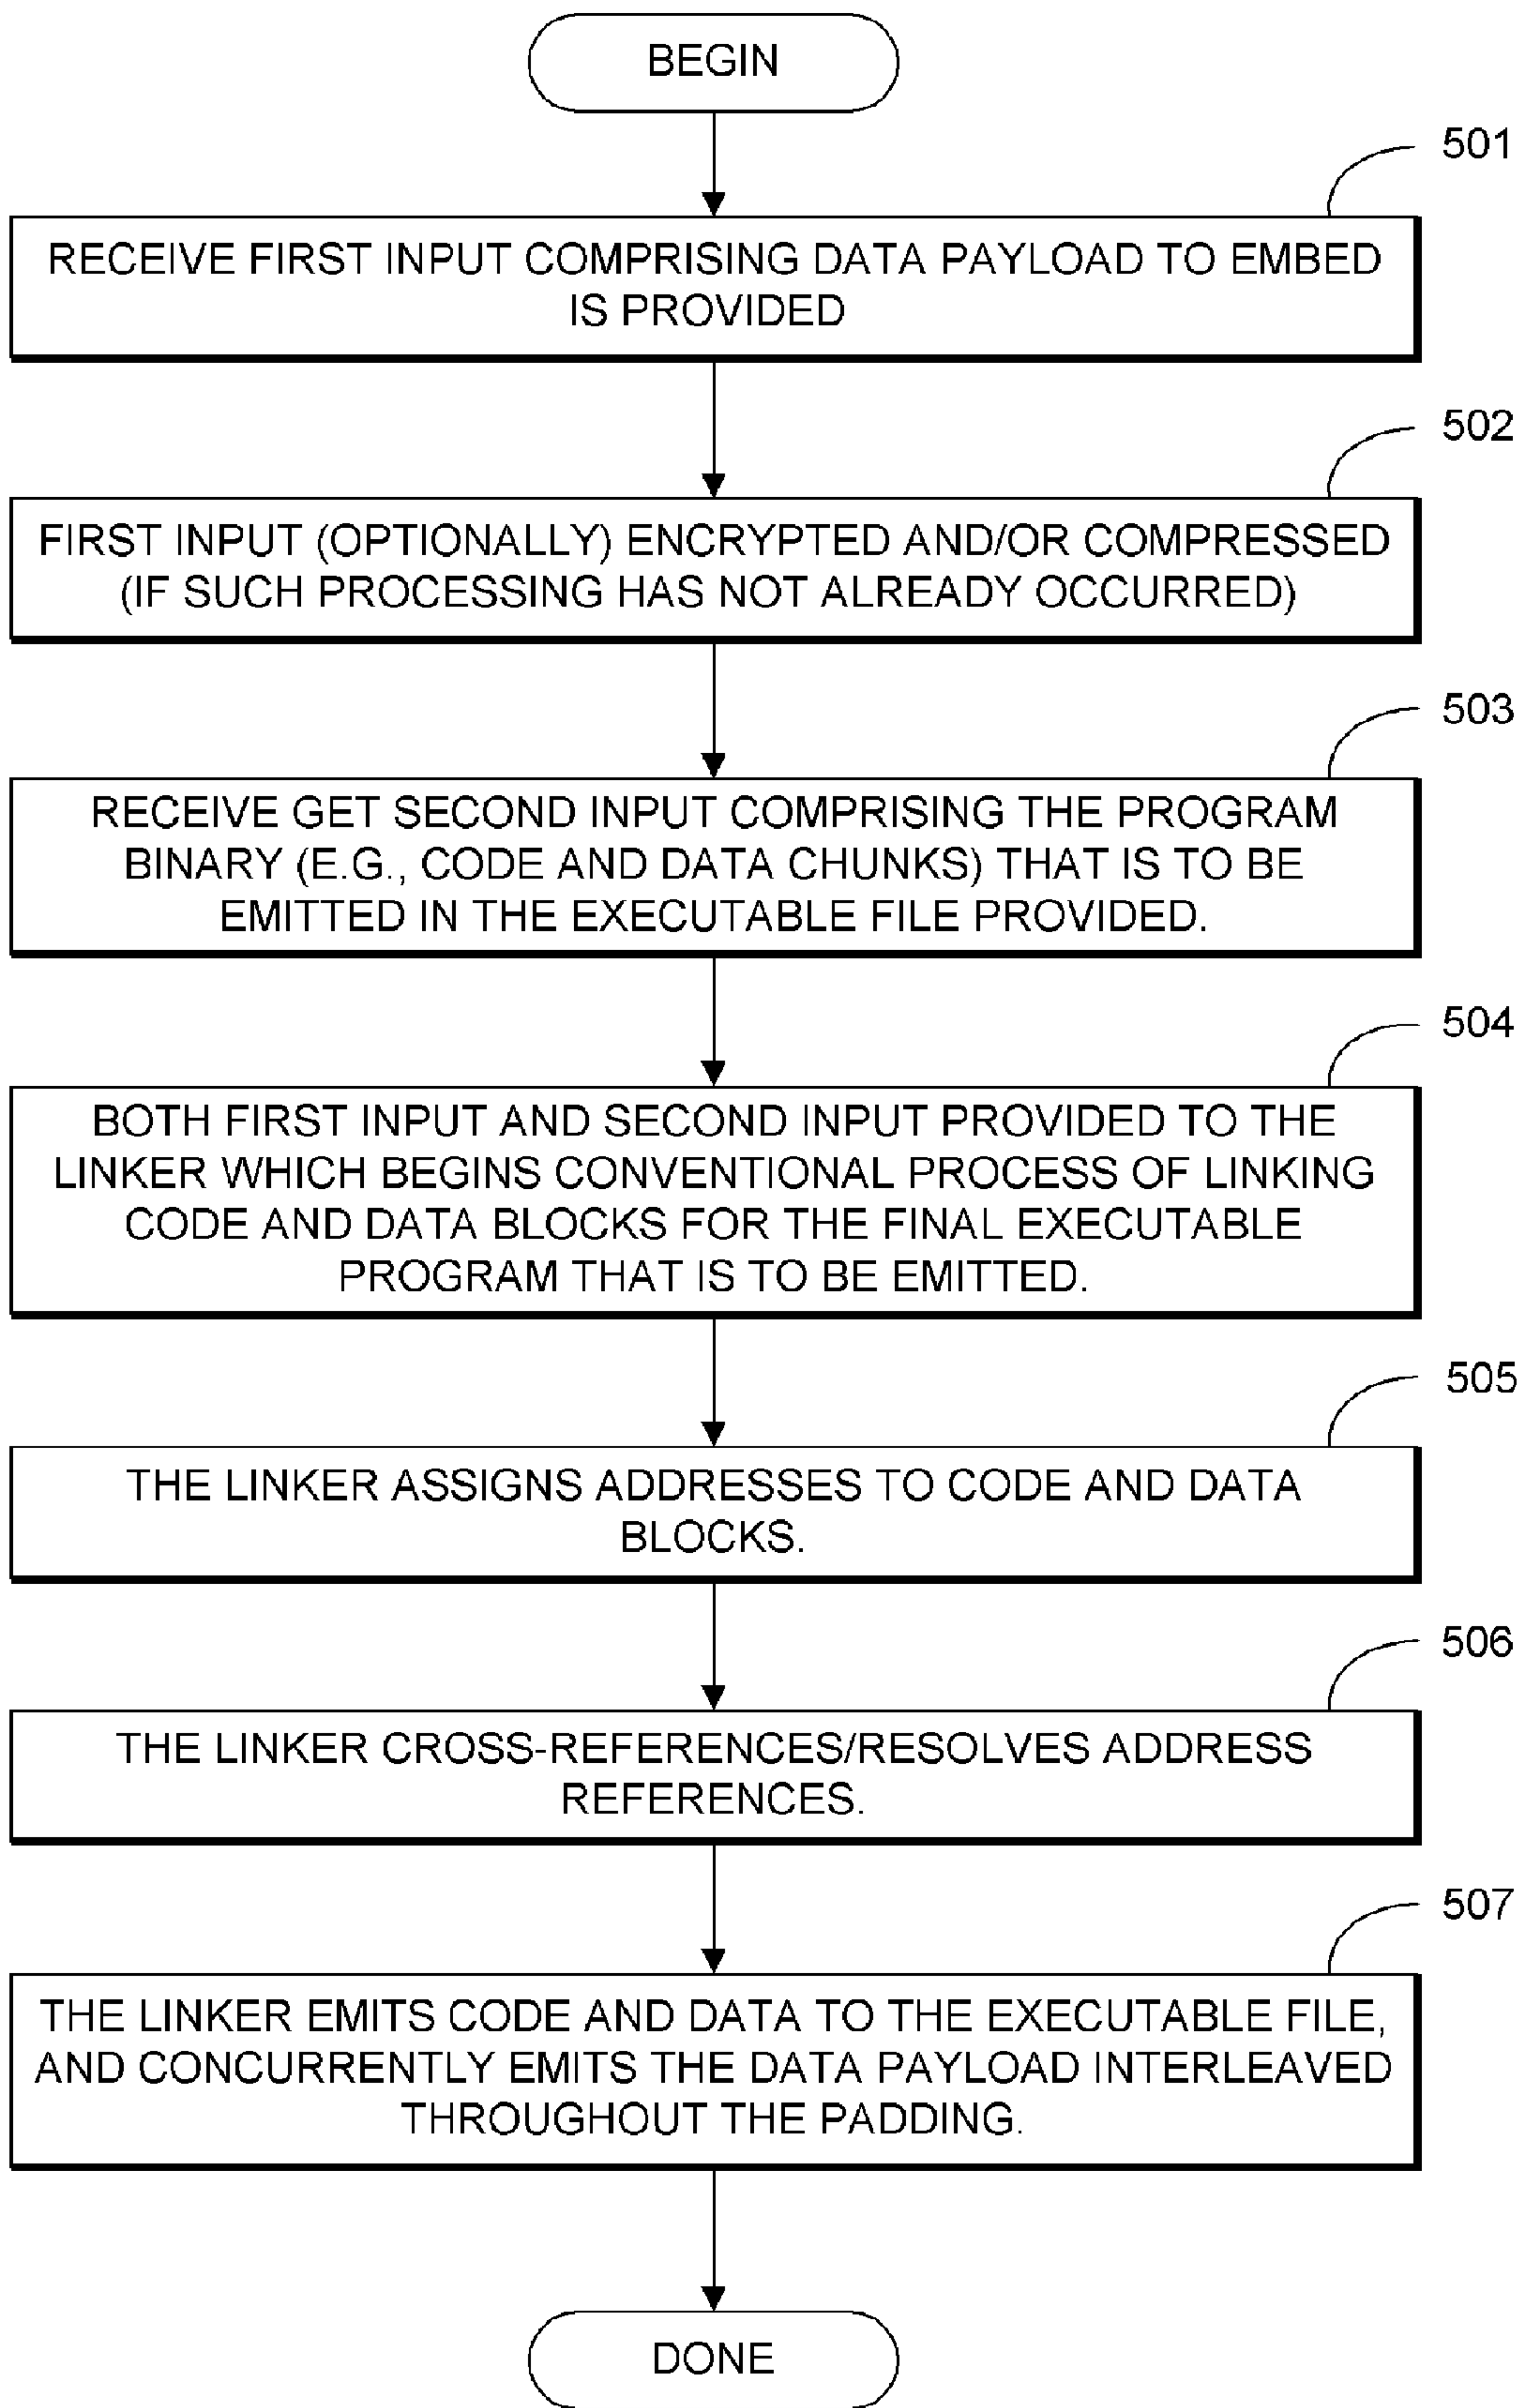 BEGIN
501
RECEIVE FIRST INPUT COMPRISING DATA PAYLOAD TO EMBED
IS PROVIDED
502
FIRST INPUT (OPTIONALLY) ENCRYPTED AND/OR COMPRESSED
(IF SUCH PROCESSING HAS NOT ALREADY OCCURRED)
503
RECEIVE GET SECOND INPUT COMPRISING THE PROGRAM
BINARY (E.G., CODE AND DATA CHUNKS) THAT IS TO BE
EMITTED IN THE EXECUTABLE FILE PROVIDED.
504
BOTH FIRST INPUT AND SECOND INPUT PROVIDED TO THE
LINKER WHICH BEGINS CONVENTIONAL PROCESS OF LINKING
CODE AND DATA BLOCKS FOR THE FINAL EXECUTABLE
PROGRAM THAT IS TO BE EMITTED.
505
THE LINKER ASSIGNS ADDRESSES TO CODE AND DATA
BLOCKS.
506
THE LINKER CROSS-REFERENCES/RESOLVES ADDRESS
REFERENCES.
507
THE LINKER EMITS CODE AND DATA TO THE EXECUTABLE FILE,
AND CONCURRENTLY EMITS THE DATA PAYLOAD INTERLEAVED
THROUGHOUT THE PADDING.
DONE